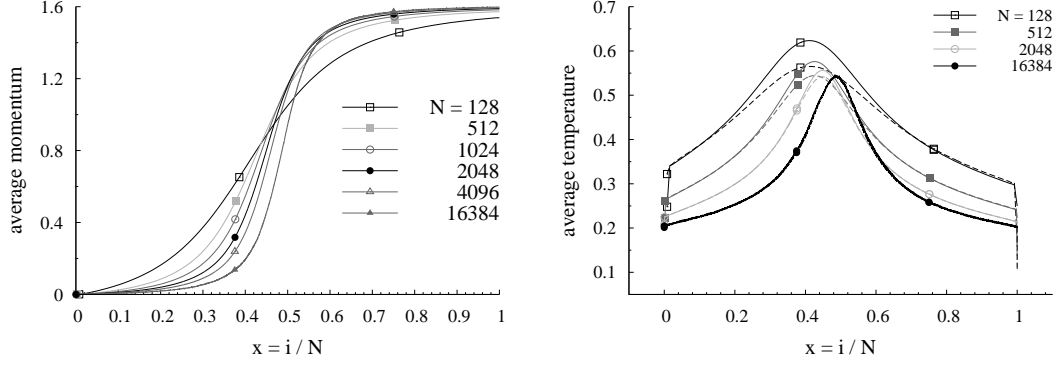 average momentum
1.6
1.2
0.8
0.4
0
0 0.1 0.2 0.3 0.4 0.5 0.6 0.7 0.8 0.9 1
x = i / N
N = 128
512
1024
2048
4096
16384
average temperature
0.7
0.6
0.5
0.4
0.3
0.2
0.1
0 0.2 0.4 0.6 0.8 1
x = i / N
N = 128
512
2048
16384